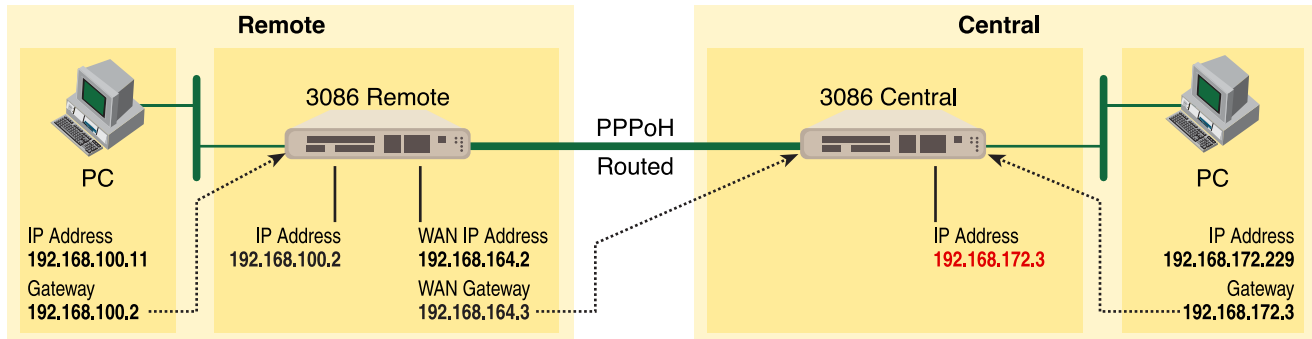 Remote
PC
IP Address
192.168.100.11
Gateway
192.168.100.2
3086 Remote
IP Address
192.168.100.2
WAN IP Address
192.168.164.2
WAN Gateway
192.168.164.3
PPPoH
Routed
Central
3086 Central
IP Address
192.168.172.3
PC
IP Address
192.168.172.229
Gateway
192.168.172.3